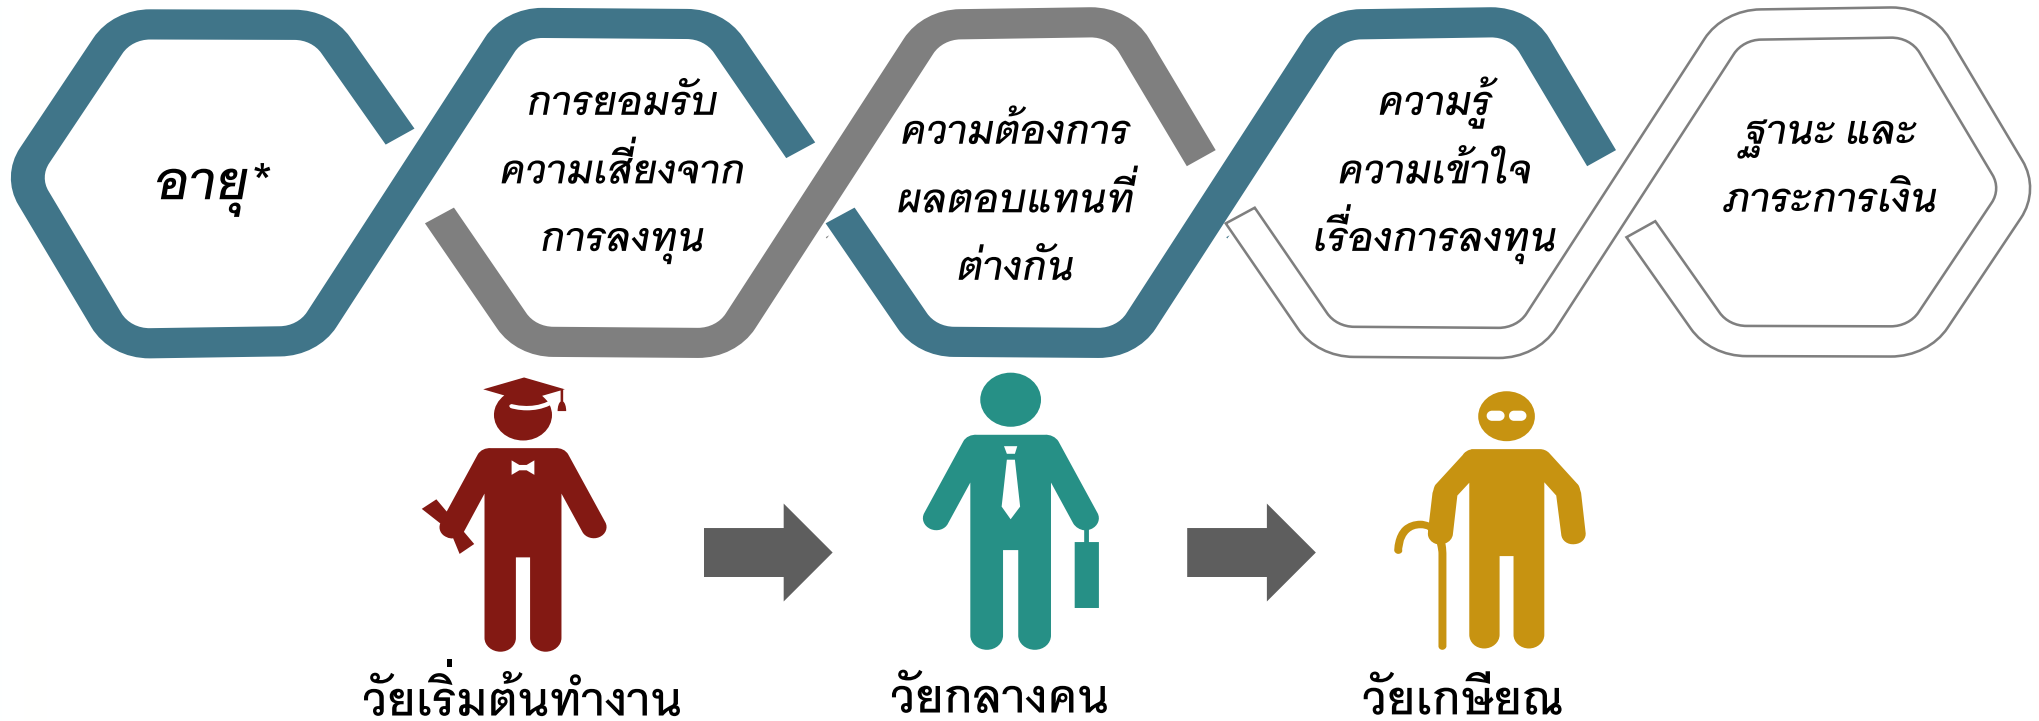 อายุ*
การยอมรับ
ความเสี่ยงจาก
การลงทุน
ความต้องการ
ผลตอบแทนที่
ต่างกัน
ความรู้
ความเข้าใจ
เรื่องการลงทุน
ฐานะ และ
ภาระการเงิน
วัยเริ่มต้นทำงาน
วัยกลางคน
วัยเกษียณ